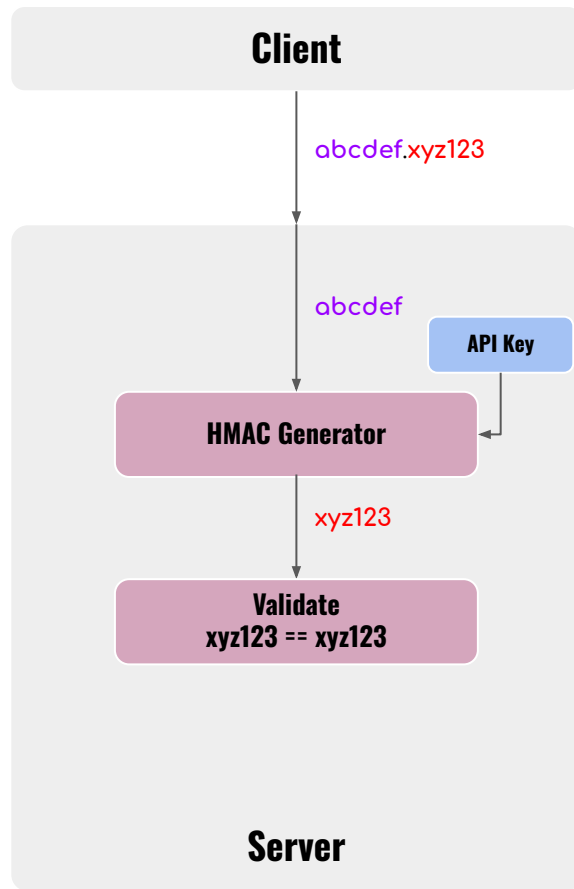 Client
abcdef.xyz123
abcdef
API Key
HMAC Generator
xyz123
Validate
xyz123 == xyz123
Server